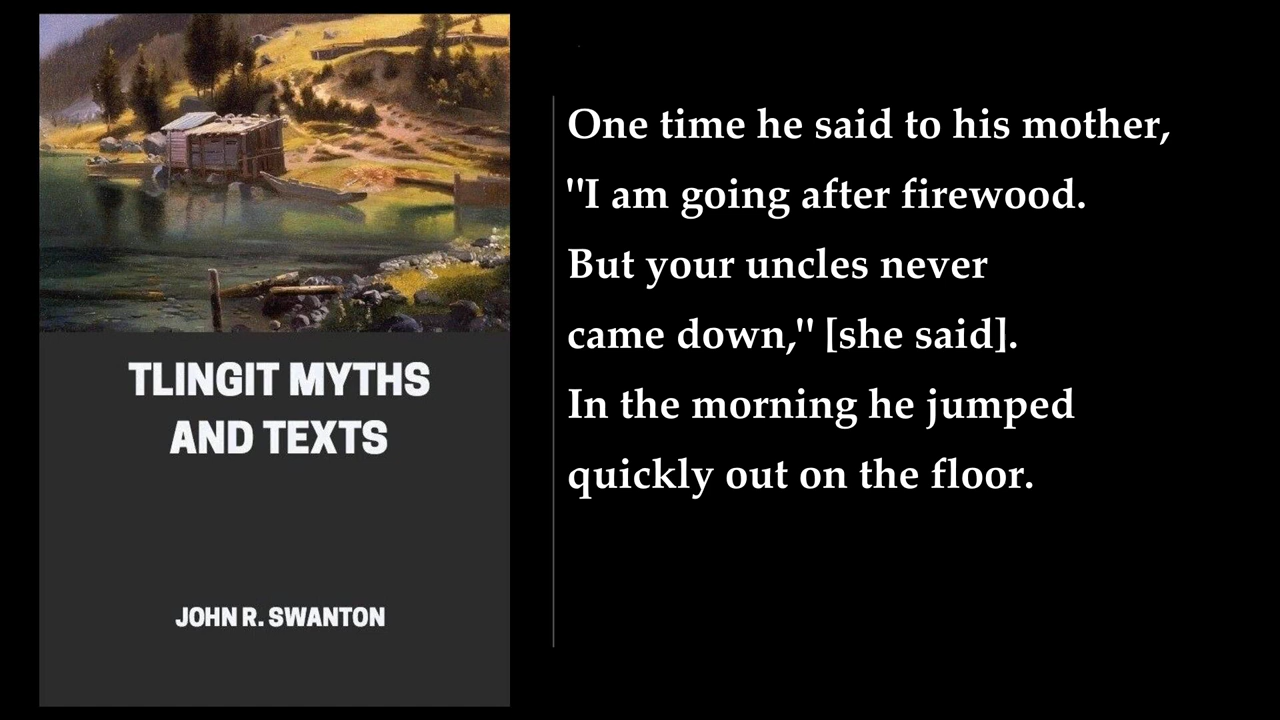 TLINGIT MYTHS
AND TEXTS
JOHN R. SWANTON
One time he said to his mother,
"I am going after firewood.
But your uncles never
came down," [she said].
In the morning he jumped
quickly out on the floor.